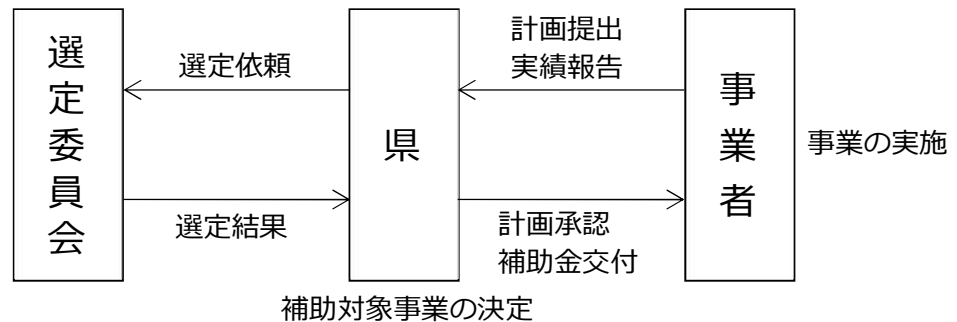 選定委員会
選定依頼
選定結果
県
補助対象事業の決定
計画提出
実績報告
計画承認
補助金交付
事業者
事業の実施